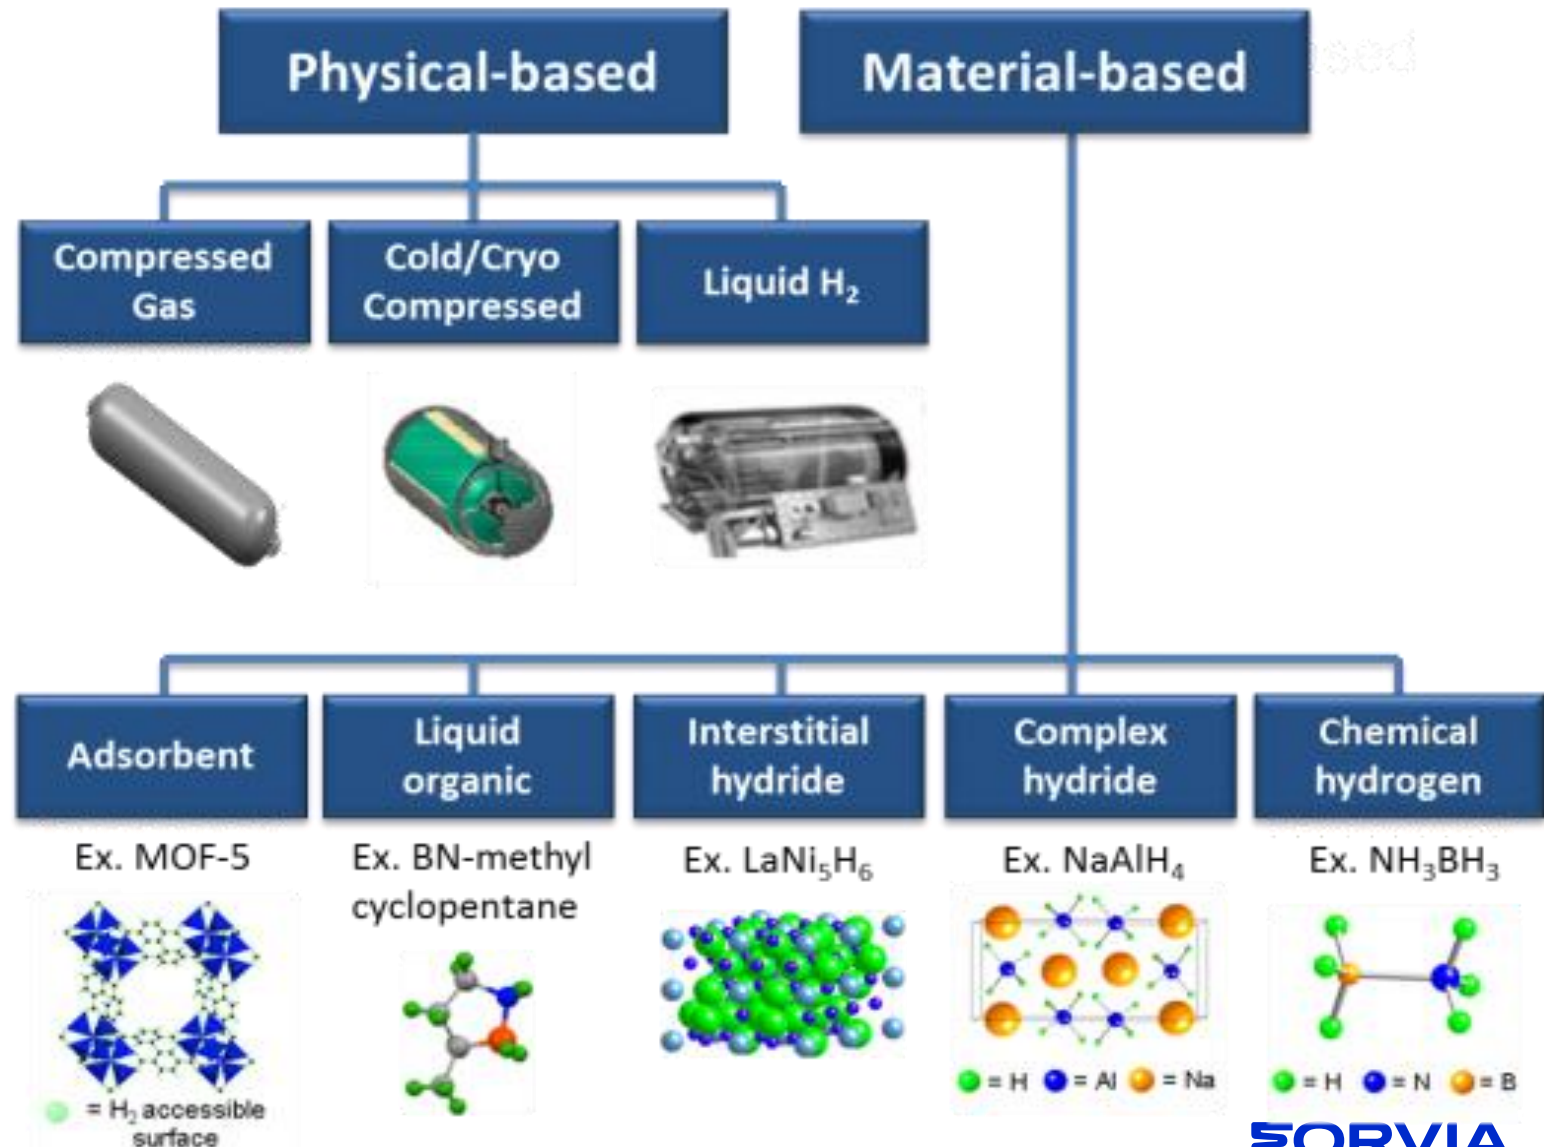 Physical-based
Material-based
Compressed
Gas
Cold/Cryo
Compressed
Liquid H₂
Adsorbent
Liquid
organic
Interstitial
hydride
Complex
hydride
Chemical
hydrogen
Ex. MOF-5
Ex. BN-methyl
cyclopentane
Ex. LaNi₅H₆
Ex. NaAlH₄
Ex. NH₃BH₃
= H₂ accessible
surface
= H = Al = Na
= H = N = B